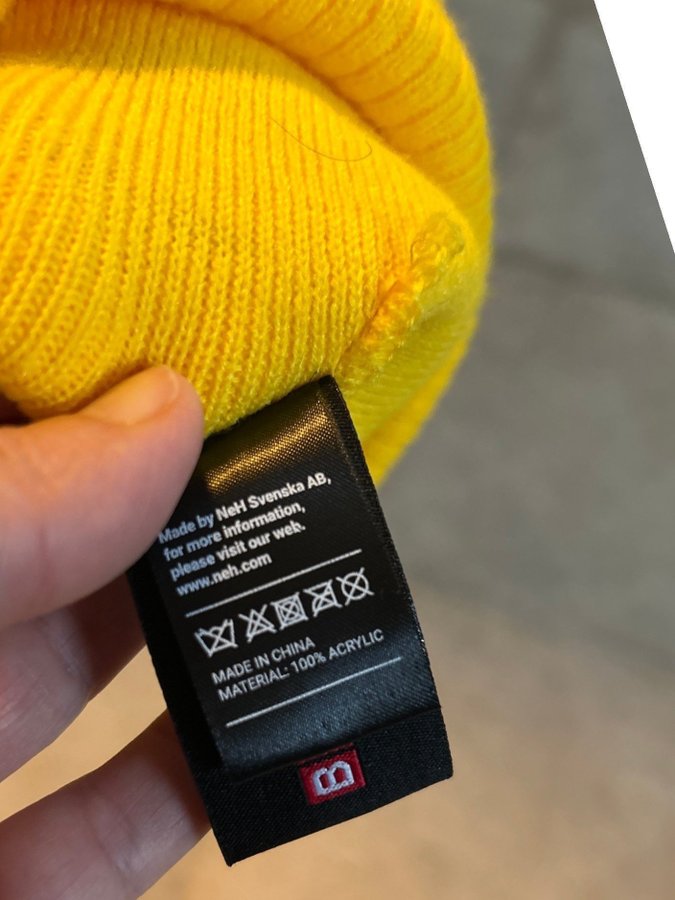 Made by NeH Svenska AB,
for more information,
please visit our web.
www.neh.com
MADE IN CHINA
MATERIAL: 100% ACRYLIC
B